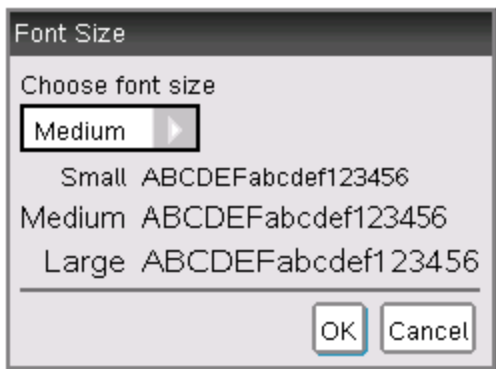 Font Size
Choose font size
Medium
Small ABCDEFabcdef123456
Medium ABCDEFabcdef123456
Large ABCDEFabcdef123456
OK Cancel